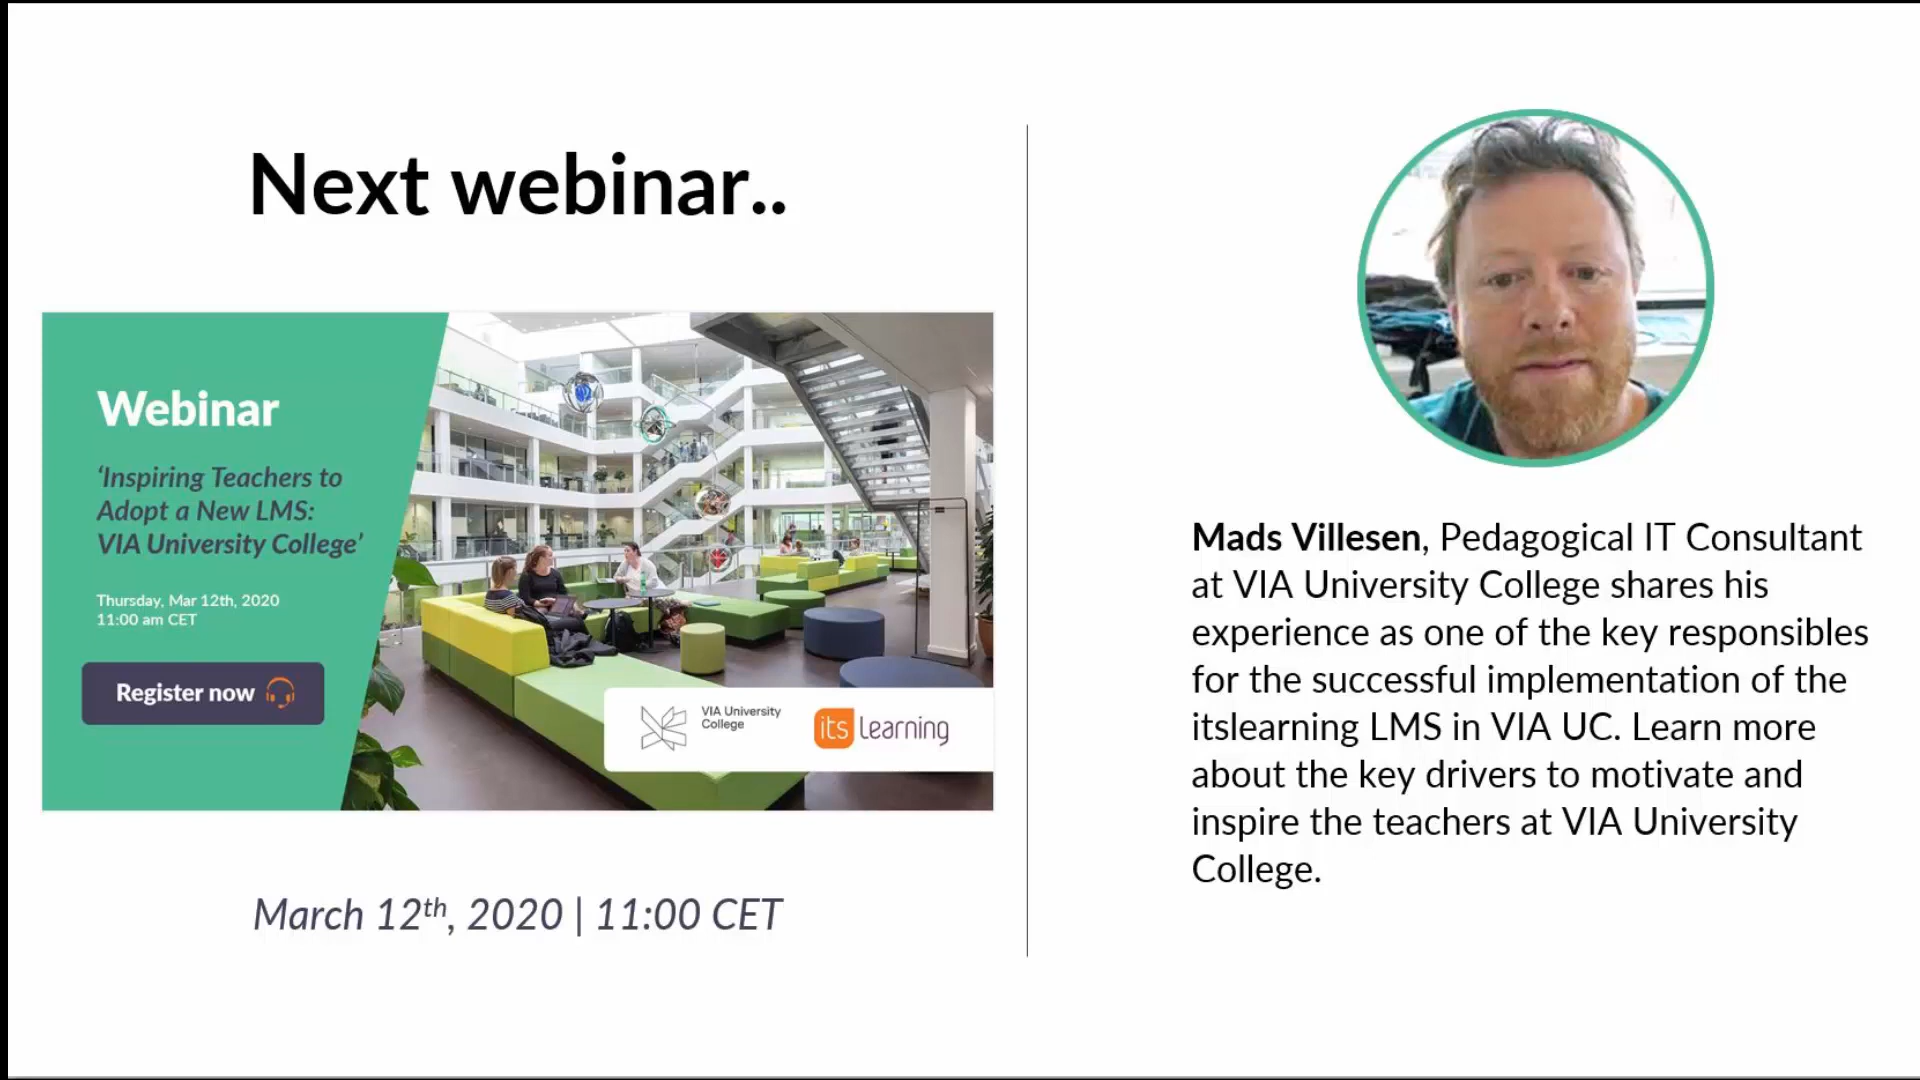 Next webinar..
Webinar
‘Inspiring Teachers to
Adopt a New LMS:
VIA University College’
Thursday, Mar 12th, 2020
11:00 am CET
Register now
VIA University
College
its learning
March 12th, 2020 | 11:00 CET
Mads Villesen, Pedagogical IT Consultant
at VIA University College shares his
experience as one of the key responsibles
for the successful implementation of the
itslearning LMS in VIA UC. Learn more
about the key drivers to motivate and
inspire the teachers at VIA University
College.